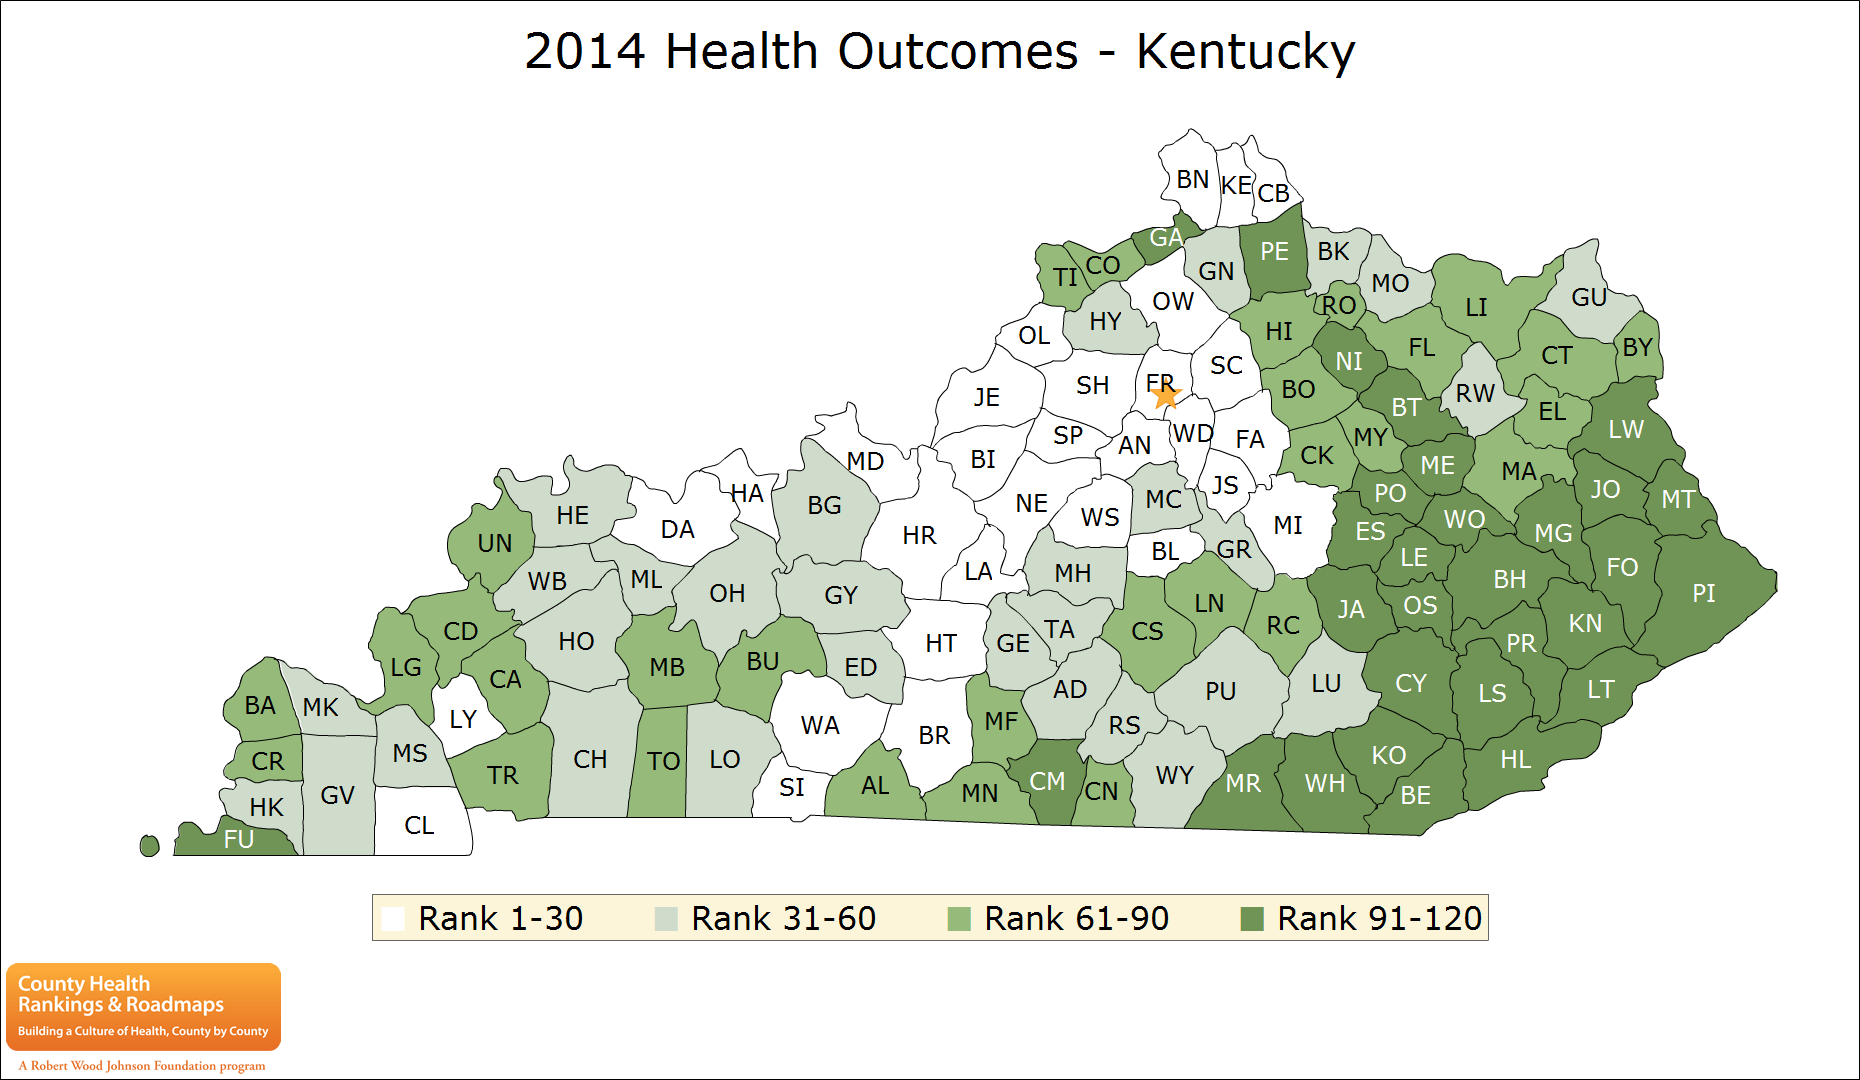 2014 Health Outcomes - Kentucky
BN KE CB
GA PE BK
TI CO GN MO GU
OW RO LI
OL HY HI
FL CT BY
SH FR SC NI
JE BO BT RW EL
SP AN WD FA MY LW
MD BI CK ME MA
HA JS PO JO MT
BG NE WS MC WO
HE DA HR MI ES MG
UN BL GR LE
WB ML LA MH BH FO PI
OH GY LN JA OS
CD HO HT GE TA CS RC PR KN
LG MB BU ED
CA AD PU LU CY LS LT
BA MK LY WA BR MF RS
CR MS CH TO LO KO HL
TR SI AL MN CM CN WY MR WH BE
HK GV
FU CL
Rank 1-30 Rank 31-60 Rank 61-90 Rank 91-120
County Health
Rankings & Roadmaps
Building a Culture of Health, County by County
A Robert Wood Johnson Foundation program